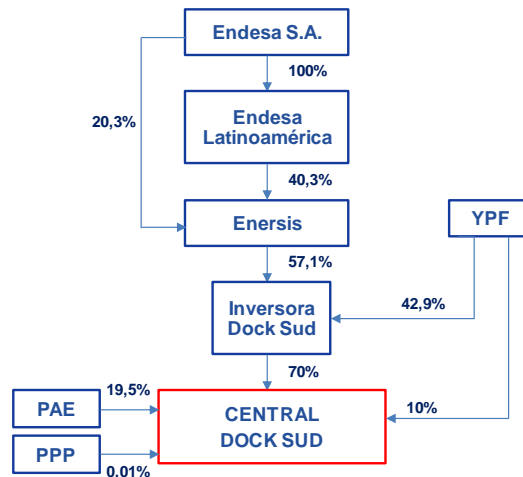 Endesa S.A.
100%
20,3%
Endesa
Latinoamérica
40,3%
Enersis
YPF
57,1%
Inversora
Dock Sud
42,9%
70%
19,5%
PAE
CENTRAL
DOCK SUD
10%
PPP
0.01%